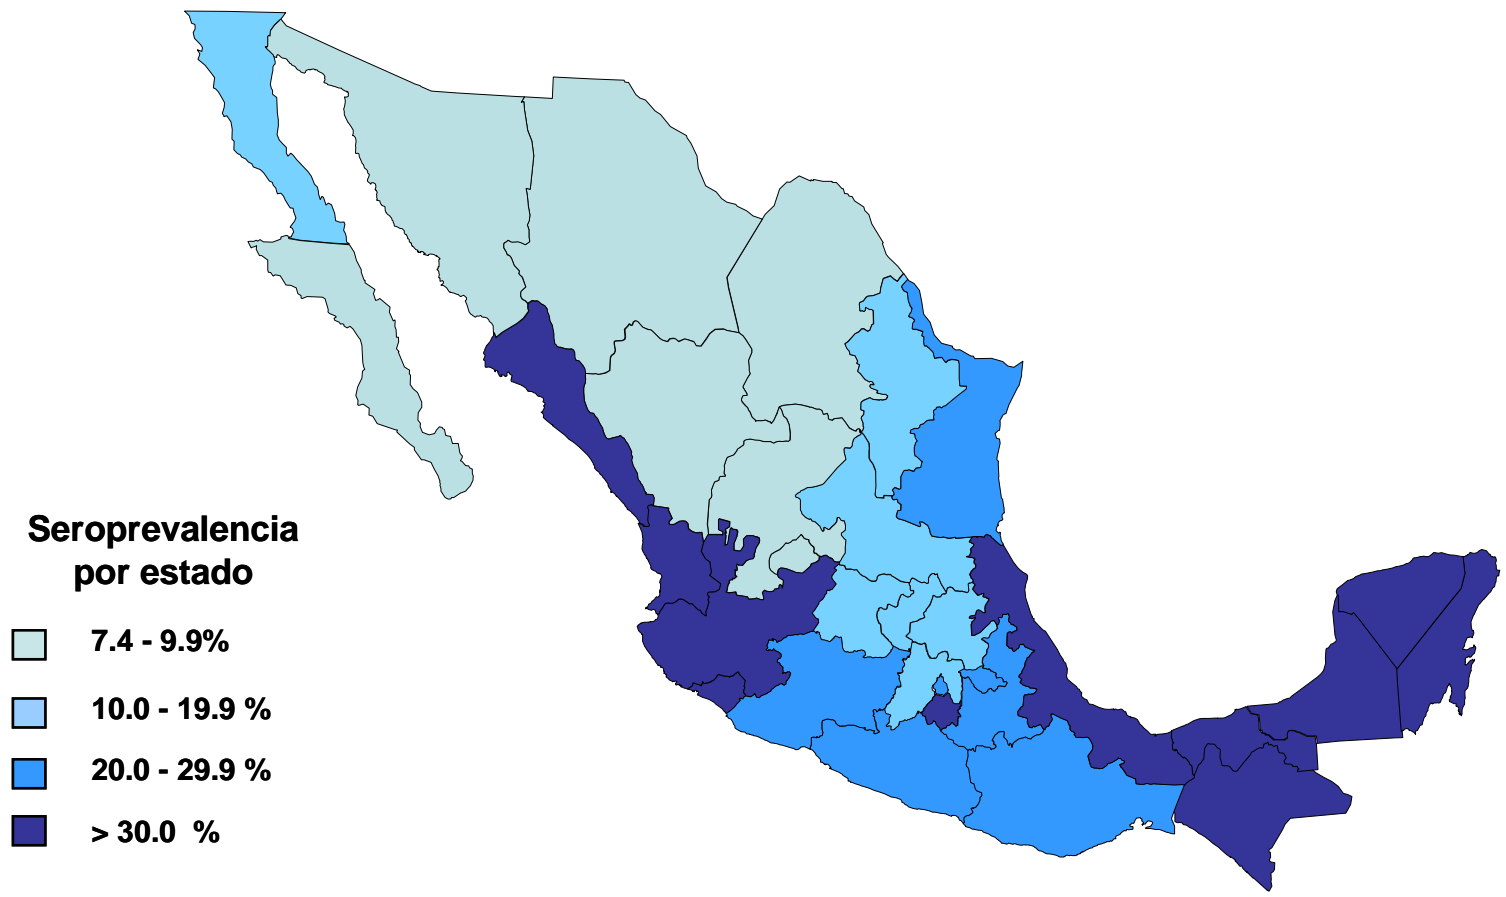 Seroprevalencia
por estado
7.4 - 9.9%
10.0 - 19.9 %
20.0 - 29.9 %
> 30.0 %